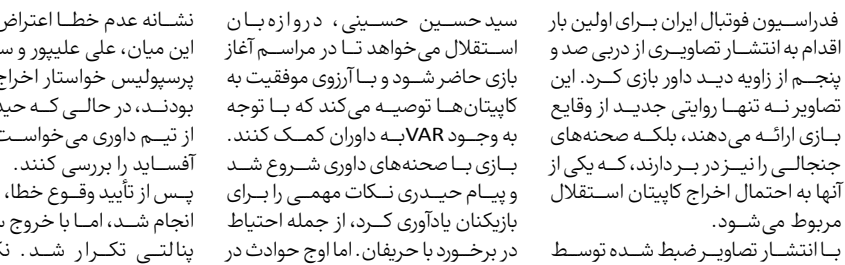 فدراسیون فوتبال ایران برای اولین بار
اقدام به انتشار تصاویری از دربی صد و
پنجم از زاویه دید داور بازی کرد. این
تصاویر نه تنها روایتی جدید از وقایع
بازی ارائه می‌دهند، بلکه صحنه‌های
جنجالی را نیز در بر دارند، که یکی از
آنها به احتمال اخراج کاپیتان استقلال
مربوط می‌شود.
با انتشار تصاویر ضبط شده توسط
سید حسین حسینی، دروازه‌بان
استقلال می‌خواهد تا در مراسم آغاز
بازی حاضر شود و با آرزوی موفقیت به
کاپیتان‌ها توصیه می‌کند که با توجه
به وجود VAR به داوران کمک کنند.
بازی با صحنه‌های داوری شروع شد
و پیام حیدری نکات مهمی را برای
بازیکنان یادآوری کرد، از جمله احتیاط
در برخورد با حریفان. اما اوج حوادث در
نشانه عدم خطا اعتراض
این میان، علی علیپور و س
پرسپولیس خواستار اخراج
بودند، در حالی که حید
از تیم داوری می‌خواست
آفساید را بررسی کنند.
پس از تأیید وقوع خطا،
انجام شد، اما با خروج
پنالتی تکرار شد.